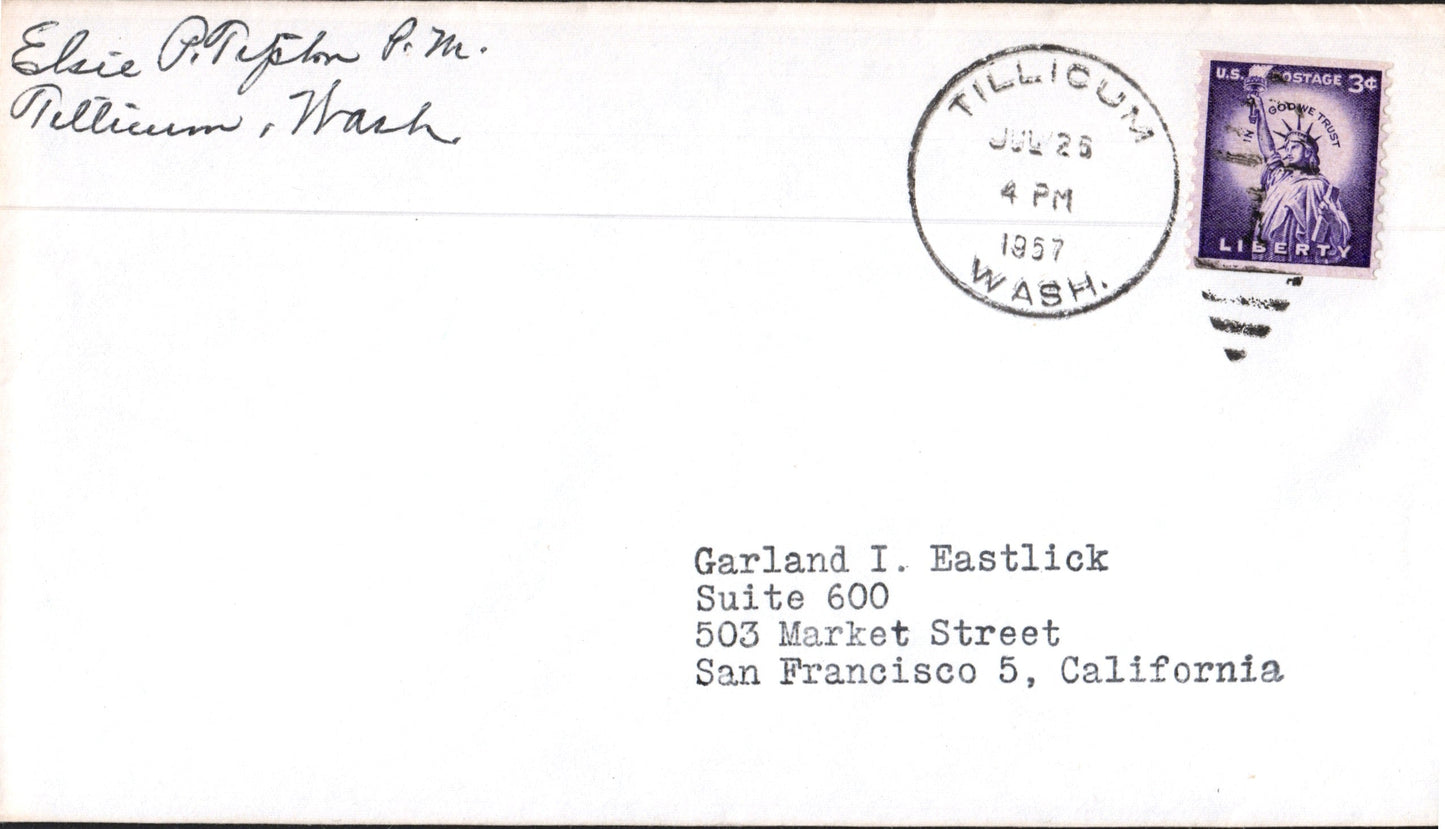 Elsie P. Tipton P. M.
Tillicum, Wash.
TILLICUM
JUL 26
4 PM
1957
WASH.
U.S. POSTAGE 3¢
IN GOD WE TRUST
LIBERTY
Garland I. Eastlick
Suite 600
503 Market Street
San Francisco 5, California